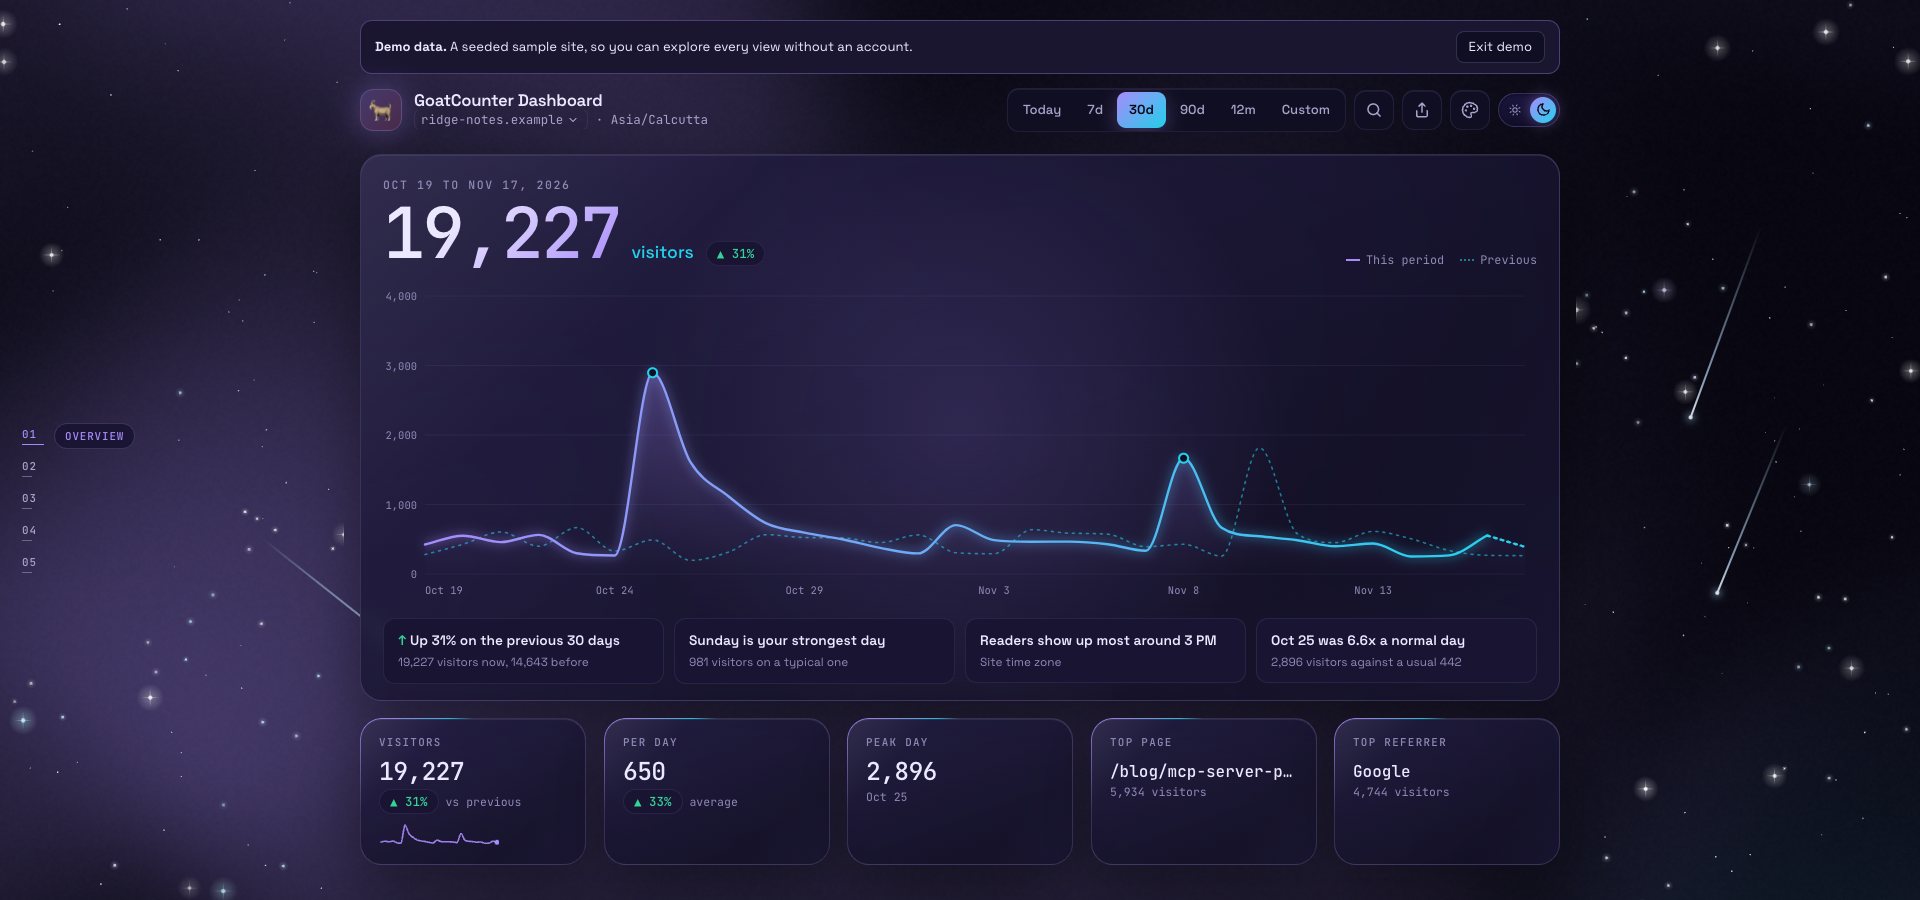 Demo data. A seeded sample site, so you can explore every view without an account.
Exit demo
GoatCounter Dashboard
ridge-notes.example · Asia/Calcutta
Today 7d 30d 90d 12m Custom
OCT 19 TO NOV 17, 2026
19,227 visitors ▲ 31%
This period Previous
4,000
3,000
2,000
1,000
0
Oct 19 Oct 24 Oct 29 Nov 3 Nov 8 Nov 13
01 OVERVIEW
02
03
04
05
↑ Up 31% on the previous 30 days
19,227 visitors now, 14,643 before
Sunday is your strongest day
981 visitors on a typical one
Readers show up most around 3 PM
Site time zone
Oct 25 was 6.6x a normal day
2,896 visitors against a usual 442
VISITORS
19,227
▲ 31% vs previous
PER DAY
650
▲ 33% average
PEAK DAY
2,896
Oct 25
TOP PAGE
/blog/mcp-server-p…
5,934 visitors
TOP REFERRER
Google
4,744 visitors